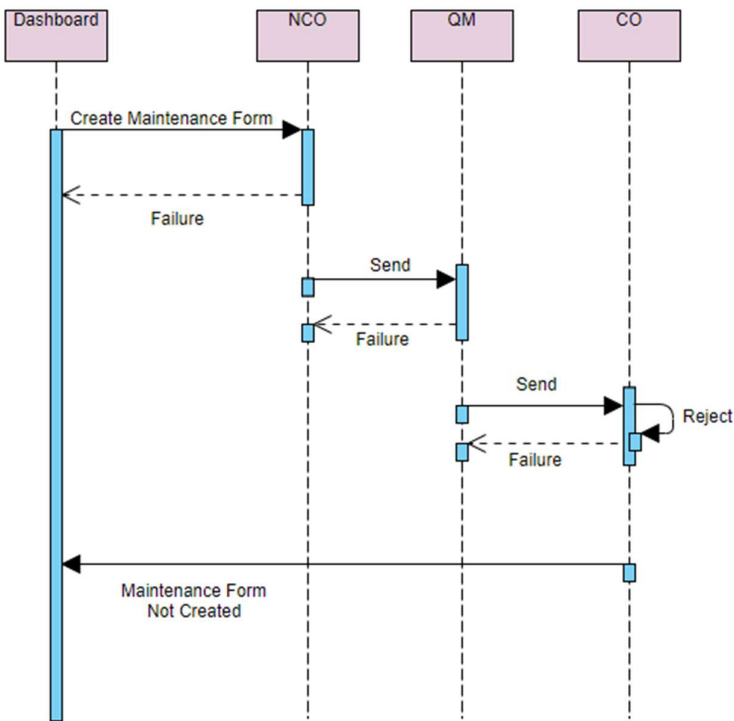 Dashboard
NCO
QM
CO
Create Maintenance Form
Failure
Send
Failure
Send
Reject
Failure
Maintenance Form
Not Created